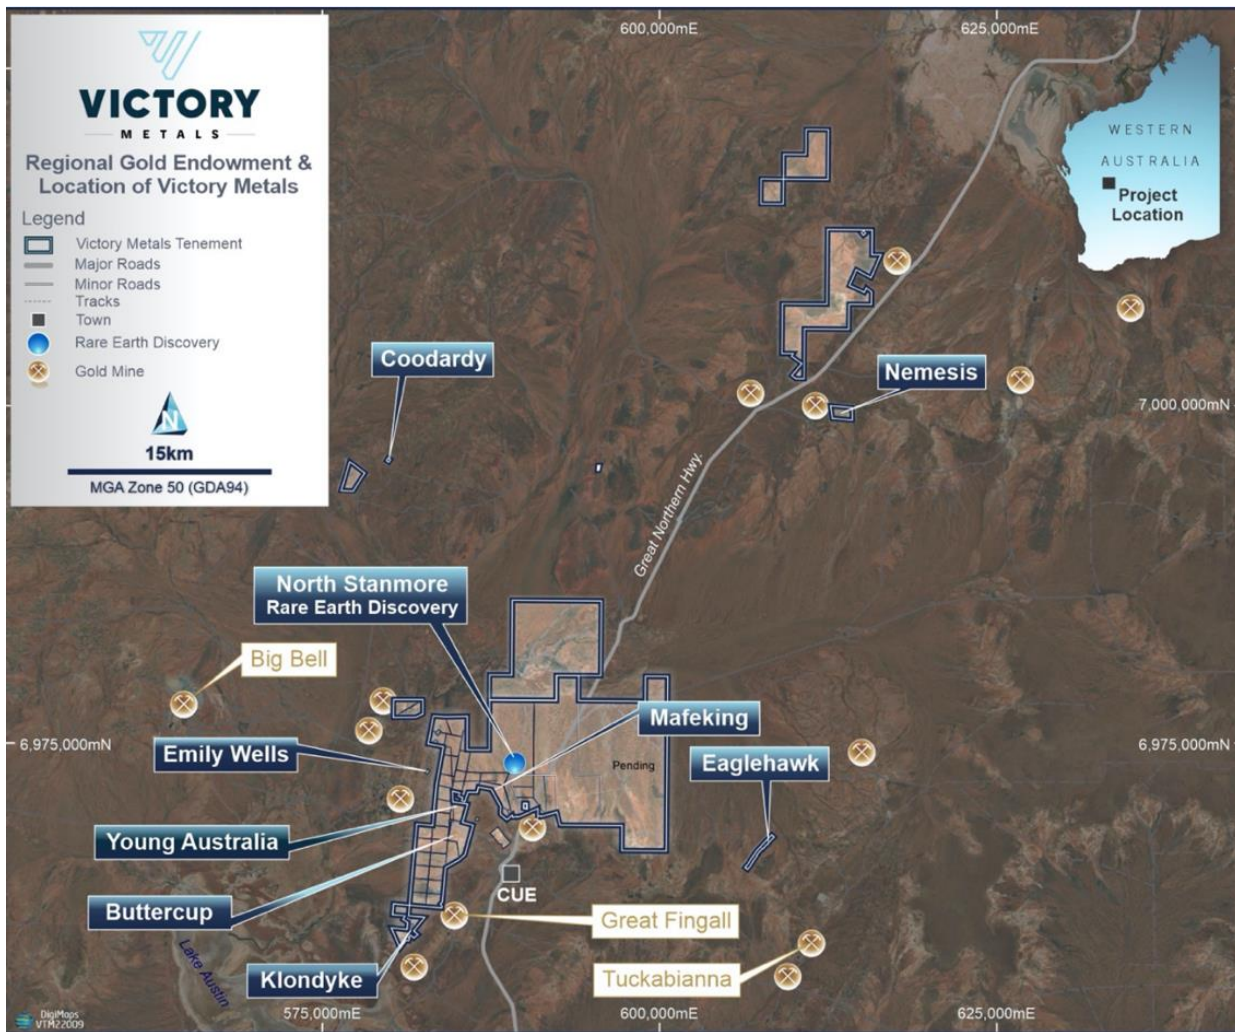 600,000mE
625,000mE
VICTORY
METALS
Regional Gold Endowment &
Location of Victory Metals
Legend
Victory Metals Tenement
Major Roads
Minor Roads
Tracks
Town
Rare Earth Discovery
Gold Mine
N
15km
MGA Zone 50 (GDA94)
WESTERN
AUSTRALIA
Project
Location
Coodardy
Nemesis
7,000,000mN
Great Northern Hwy.
North Stanmore
Rare Earth Discovery
Big Bell
Mafeking
6,975,000mN
Emily Wells
Pending
Eaglehawk
6,975,000mN
Young Australia
CUE
Buttercup
Great Fingall
Lake Austin
Klondyke
Tuckabianna
DigiMaps
VTM22009
575,000mE
600,000mE
625,000mE